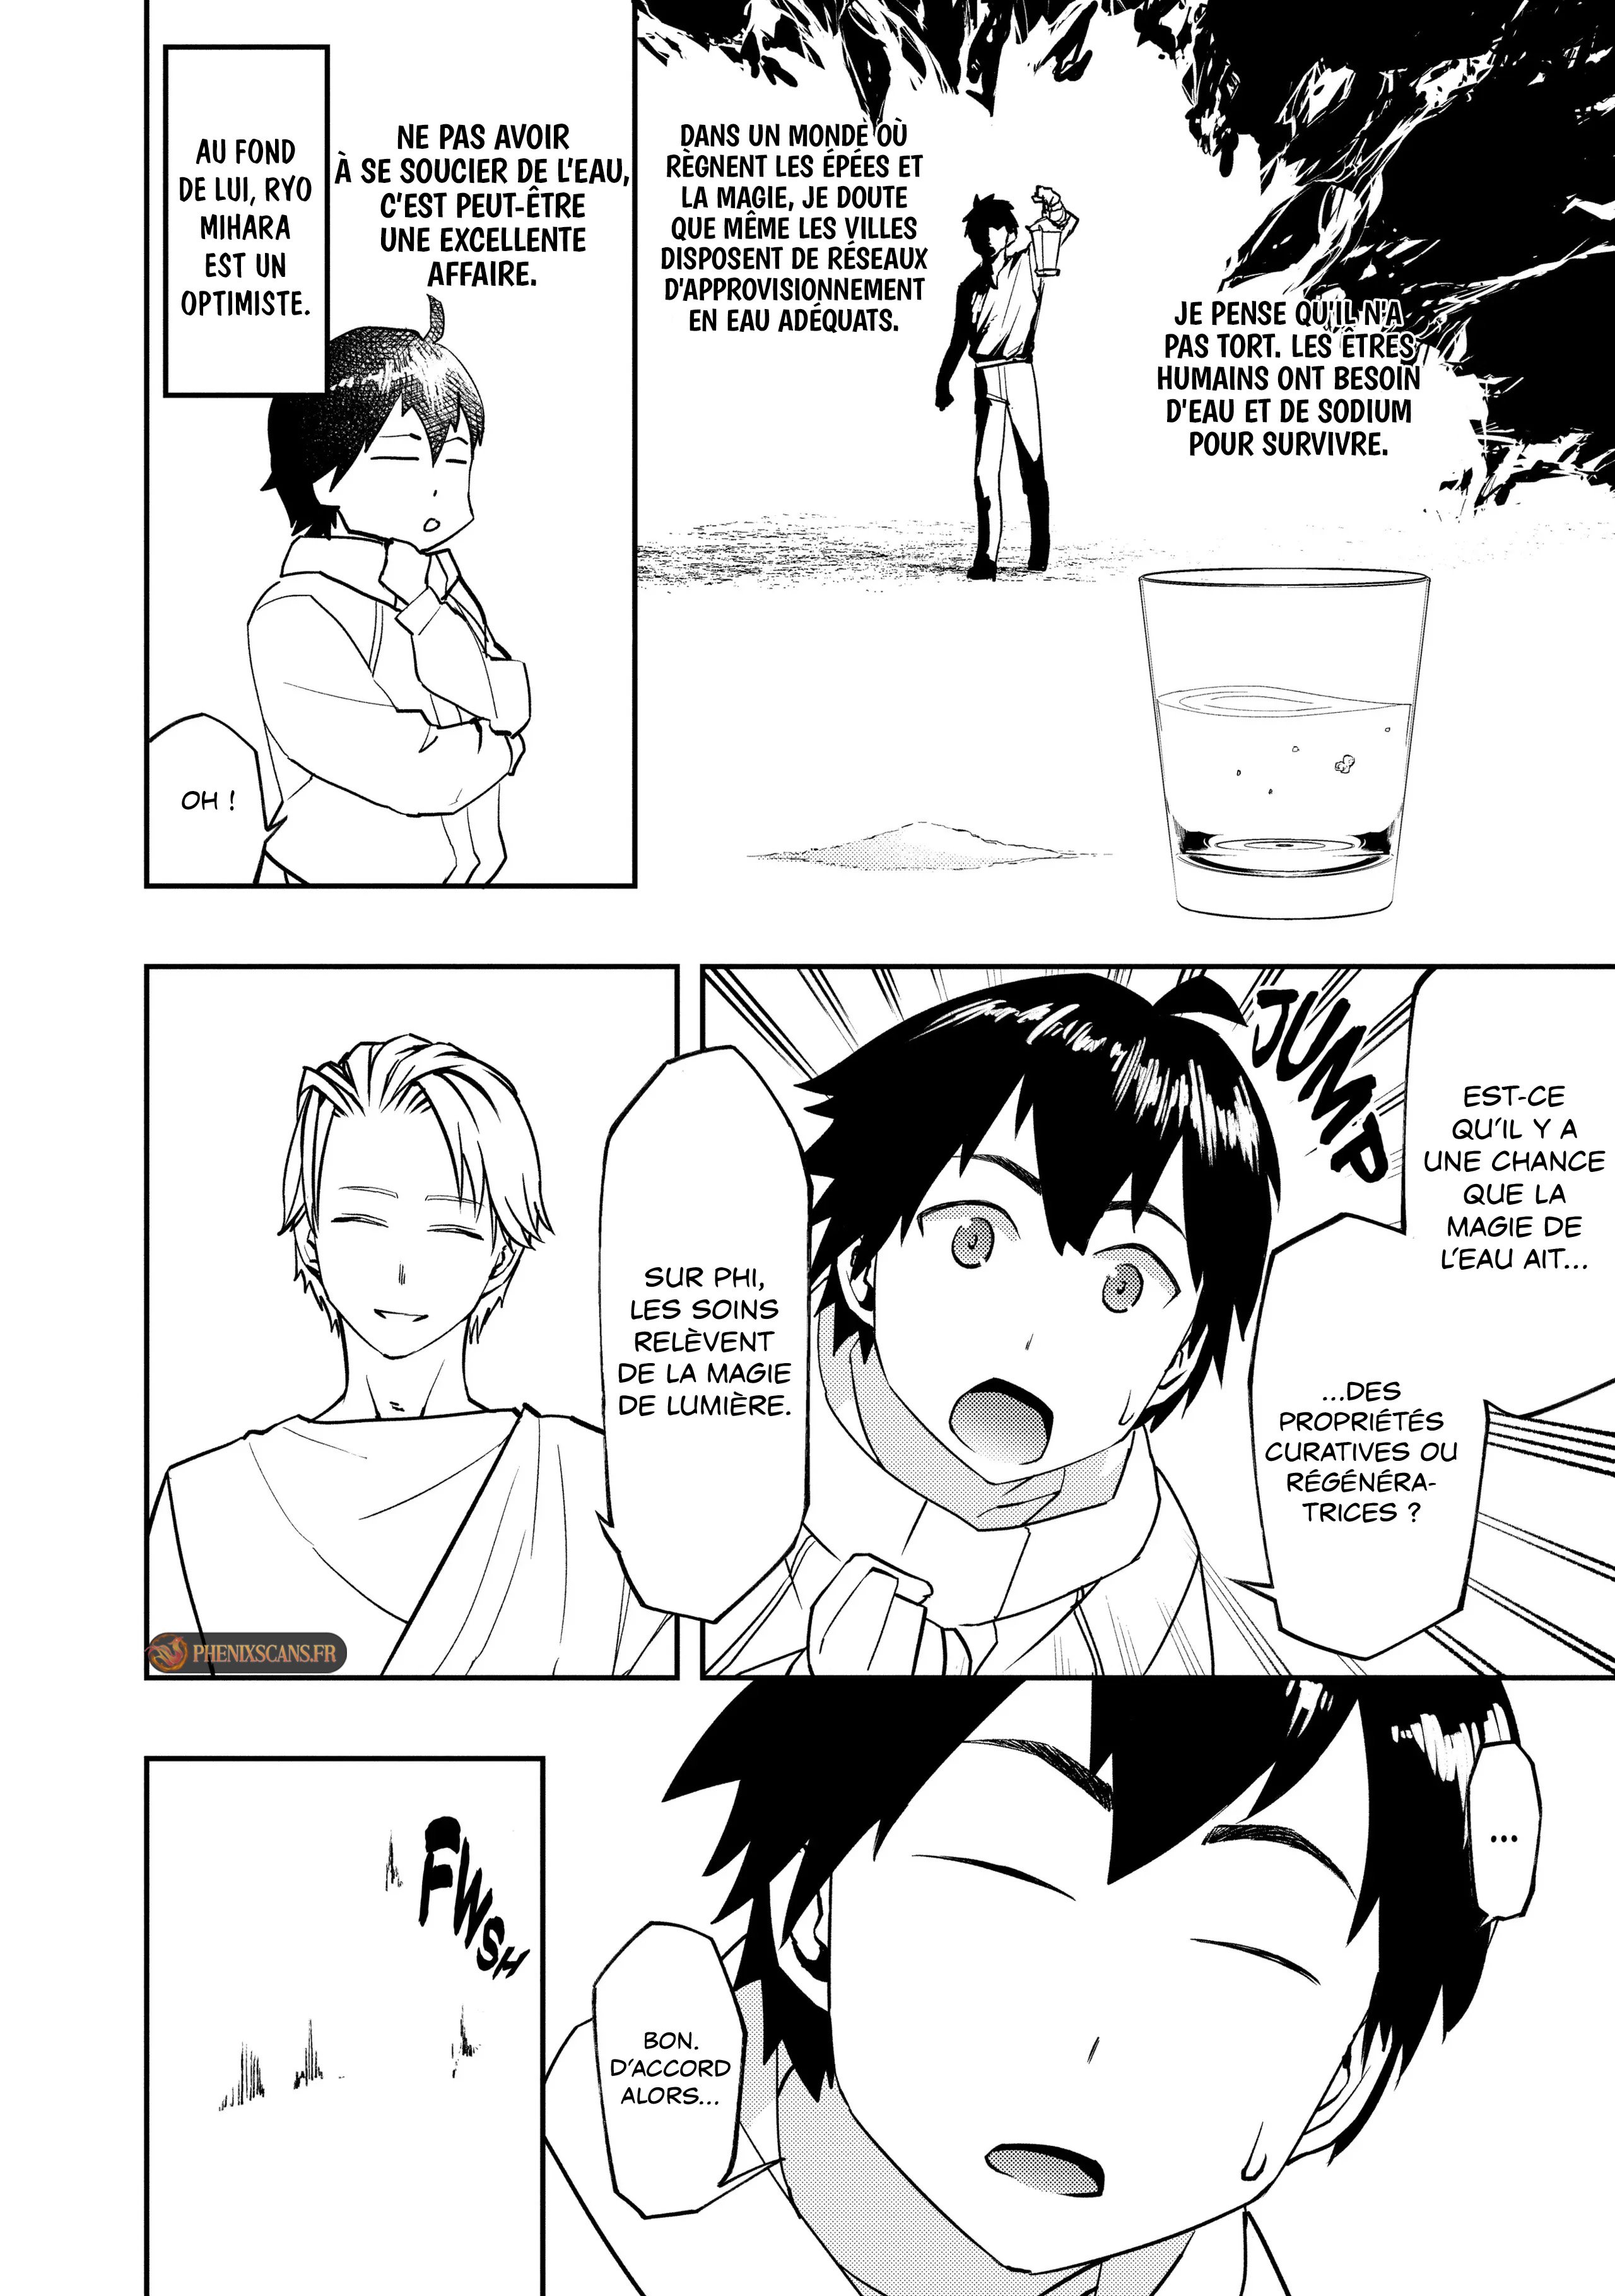 JE PENSE QU'IL N'A
PAS TORT. LES ÊTRES
HUMAINS ONT BESOIN
D'EAU ET DE SODIUM
POUR SURVIVRE.
DANS UN MONDE OÙ
RÈGNENT LES ÉPÉES ET
LA MAGIE, JE DOUTE
QUE MÊME LES VILLES
DISPOSENT DE RÉSEAUX
D'APPROVISIONNEMENT
EN EAU ADÉQUATS.
NE PAS AVOIR
À SE SOUCIER DE L'EAU,
C'EST PEUT-ÊTRE
UNE EXCELLENTE
AFFAIRE.
AU FOND
DE LUI, RYO
MIHARA
EST UN
OPTIMISTE.
OH !
EST-CE
QU'IL Y A
UNE CHANCE
QUE LA
MAGIE DE
L'EAU AIT...
JUMP
...DES
PROPRIÉTÉS
CURATIVES OU
RÉGÉNÉRA-
TRICES ?
SUR PHI,
LES SOINS
RELÈVENT
DE LA MAGIE
DE LUMIÈRE.
PHENIXSCANS.FR
...
BON.
D'ACCORD
ALORS...
FWSH